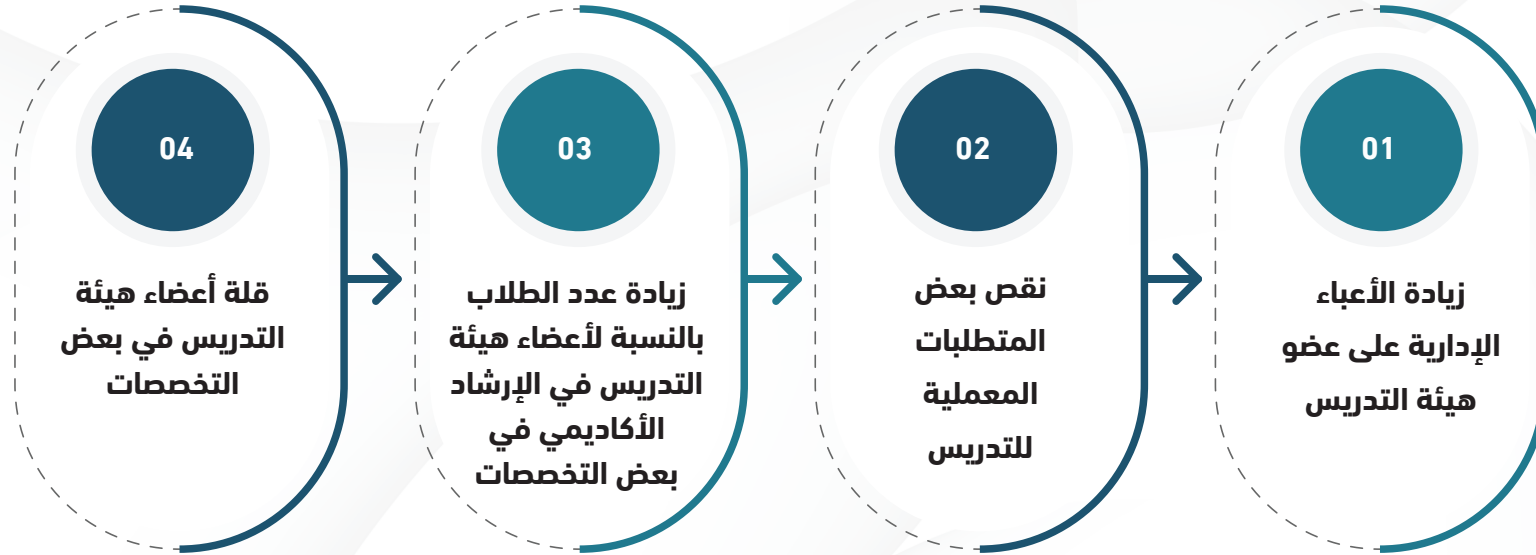 01
زيادة الأعباء
الإدارية على عضو
هيئة التدريس
02
نقص بعض
المتطلبات
المعملية
للتدريس
03
زيادة عدد الطلاب
بالنسبة لأعضاء هيئة
التدريس في الإرشاد
الأكاديمي في
بعض التخصصات
04
قلة أعضاء هيئة
التدريس في بعض
التخصصات